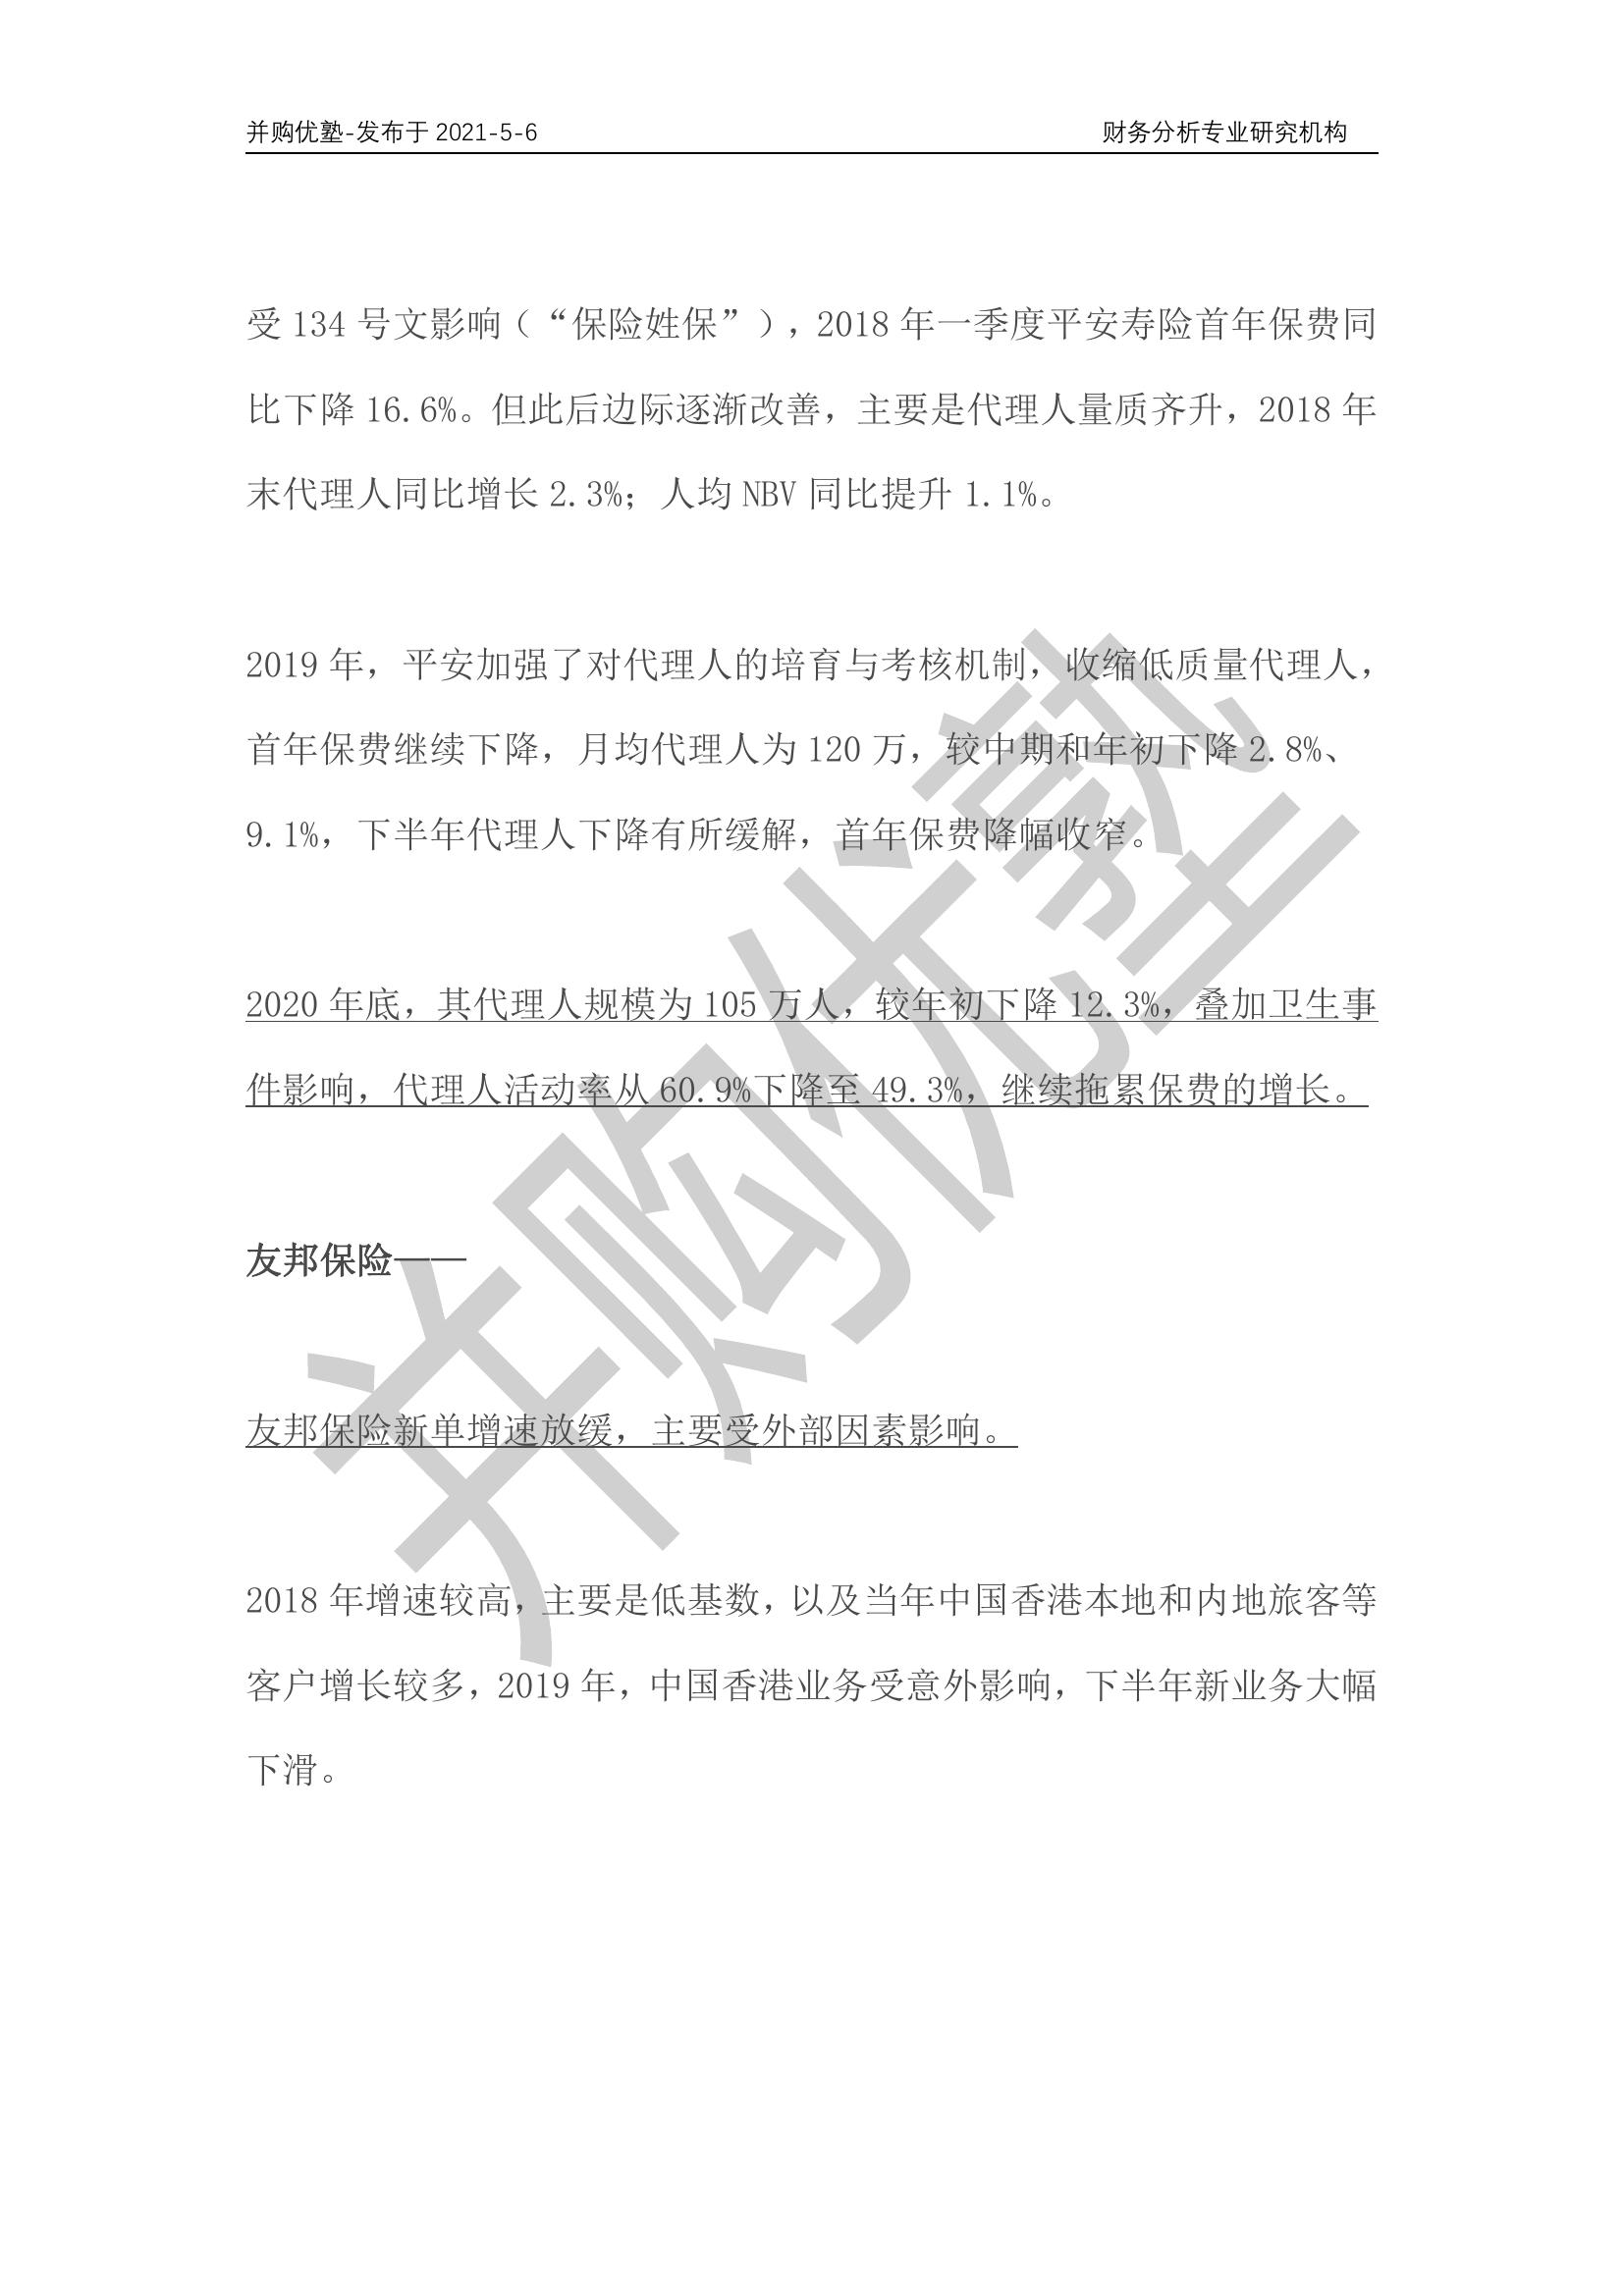 并购优塾-发布于 2021-5-6 财务分析专业研究机构
受 134 号文影响（“保险姓保”），2018 年一季度平安寿险首年保费同
比下降 16.6%。但此后边际逐渐改善，主要是代理人量质齐升，2018 年
末代理人同比增长 2.3%；人均 NBV 同比提升 1.1%。
2019 年，平安加强了对代理人的培育与考核机制，收缩低质量代理人，
首年保费继续下降，月均代理人为 120 万，较中期和年初下降 2.8%、
9.1%，下半年代理人下降有所缓解，首年保费降幅收窄。
2020 年底，其代理人规模为 105 万人，较年初下降 12.3%，叠加卫生事
件影响，代理人活动率从 60.9%下降至 49.3%，继续拖累保费的增长。
友邦保险——
友邦保险新单增速放缓，主要受外部因素影响。
2018 年增速较高，主要是低基数，以及当年中国香港本地和内地旅客等
客户增长较多，2019 年，中国香港业务受意外影响，下半年新业务大幅
下滑。
并购优塾